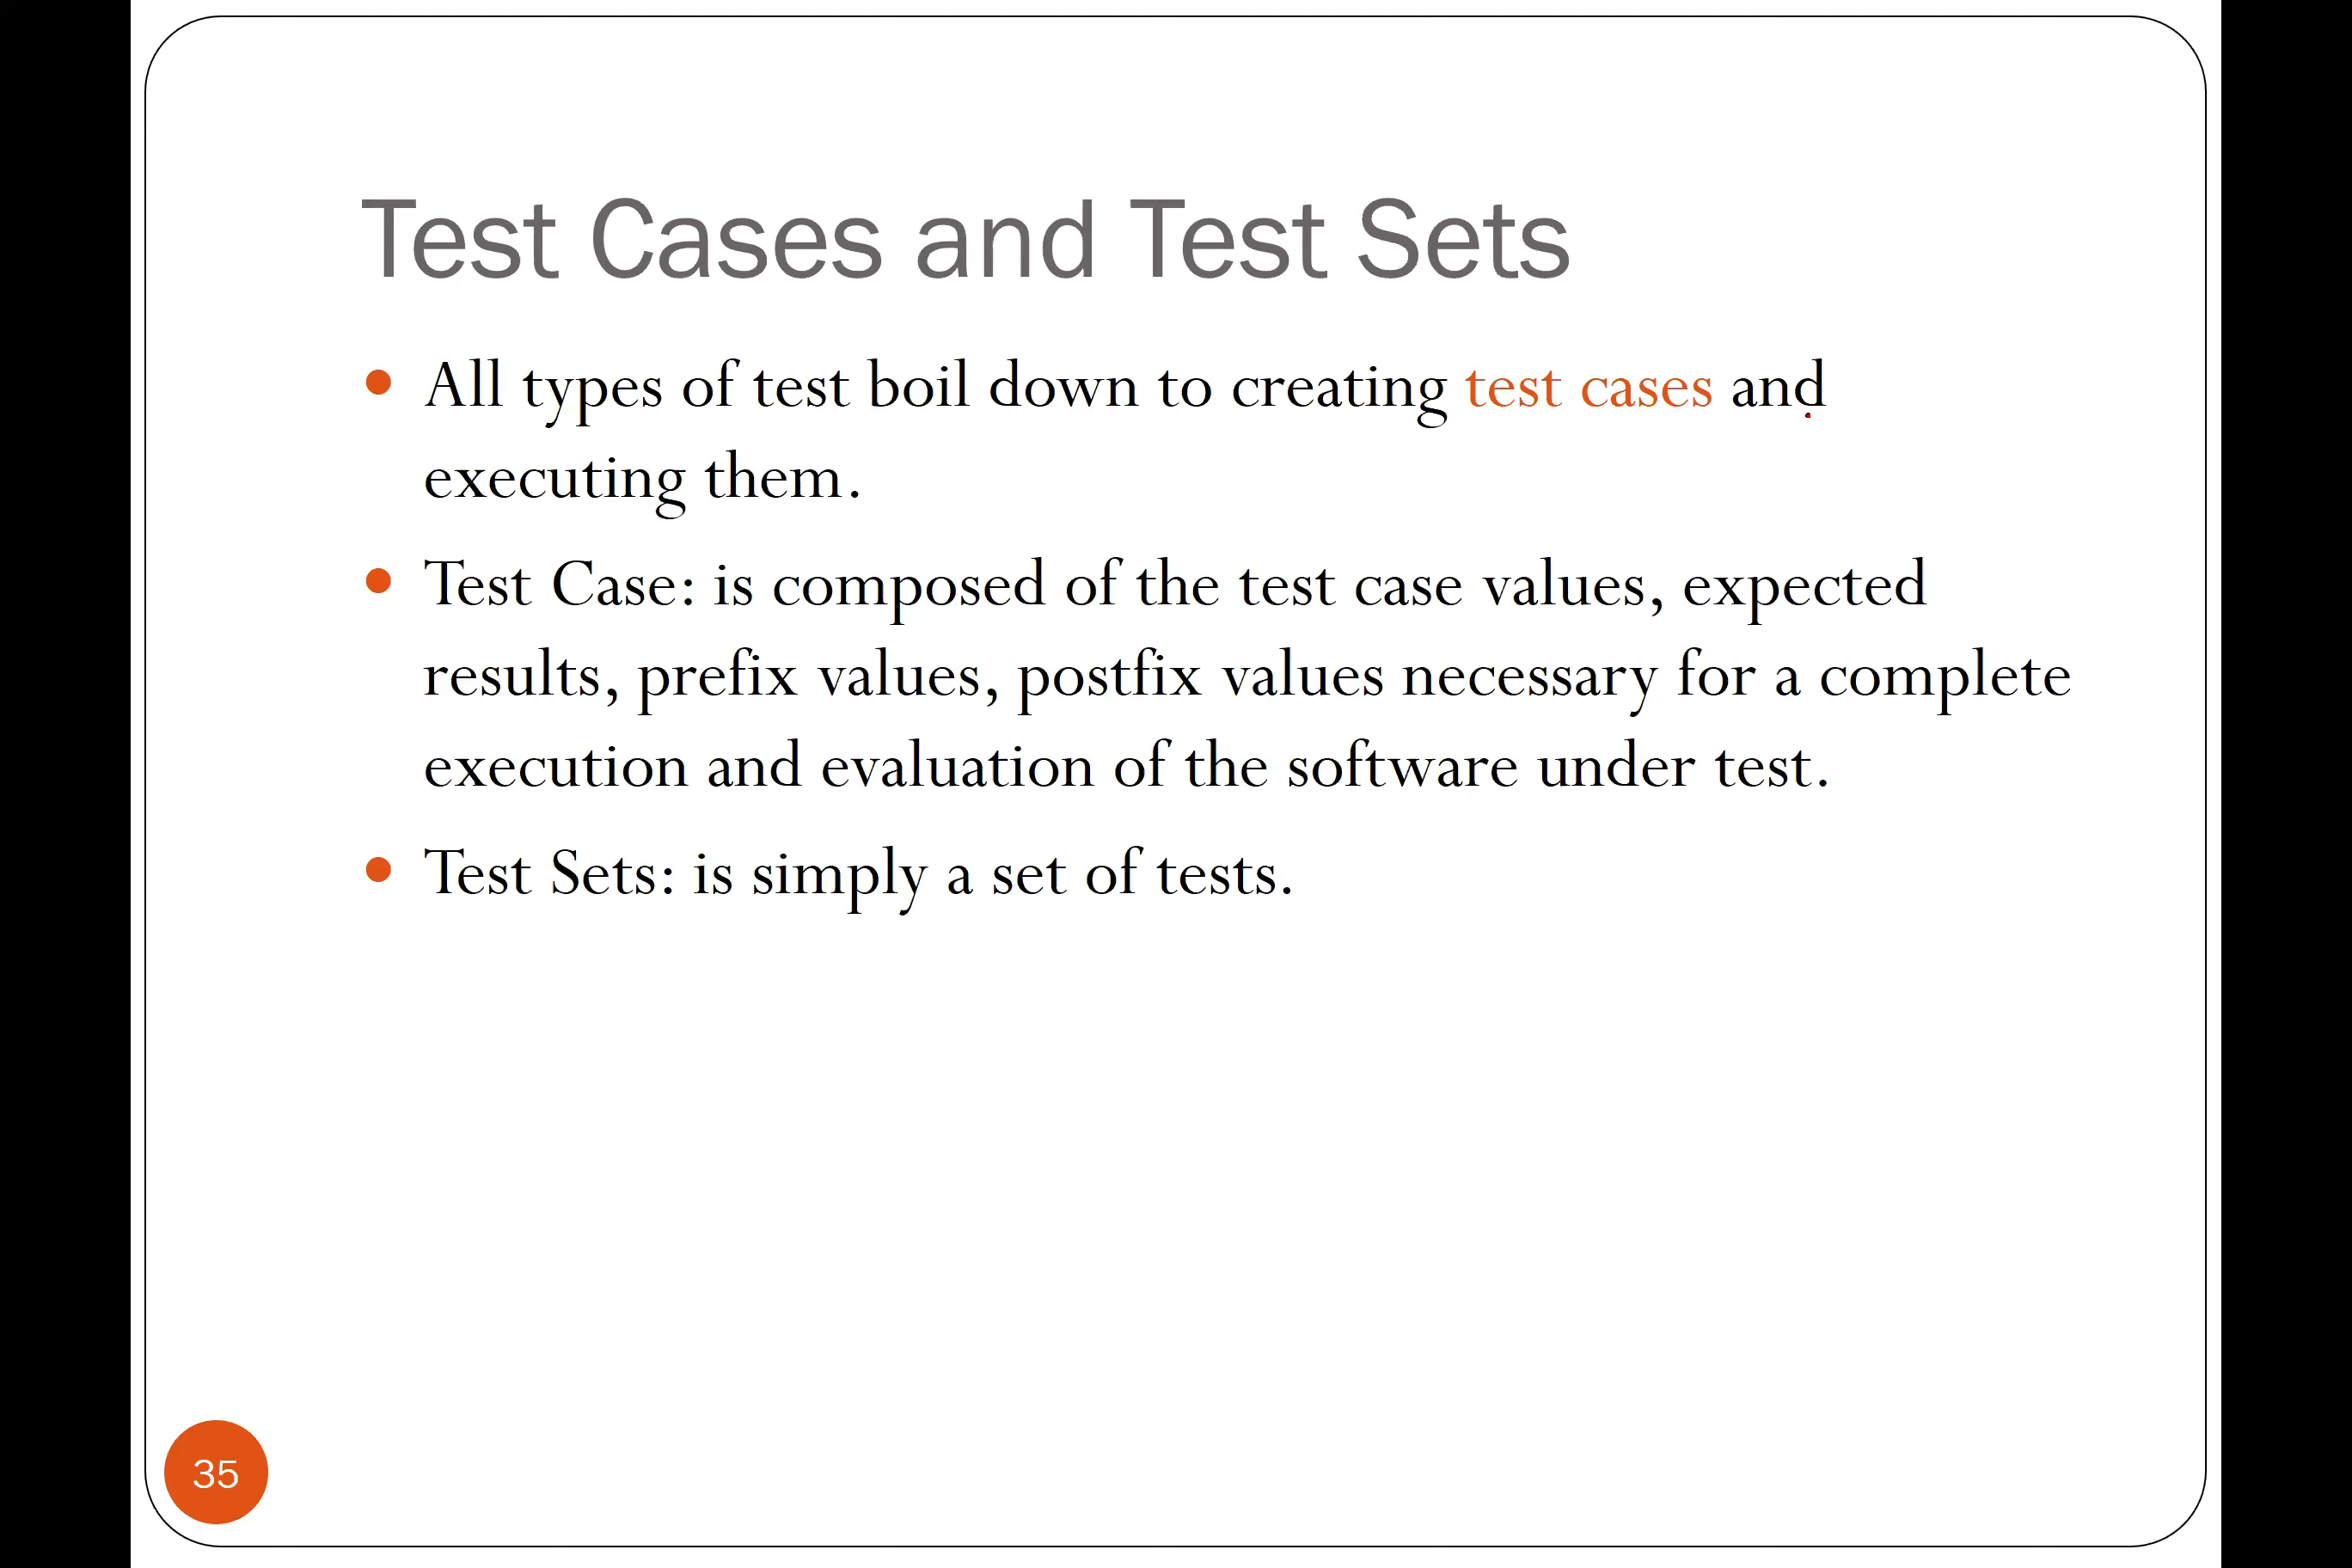 Test Cases and Test Sets
All types of test boil down to creating test cases and
executing them.
Test Case: is composed of the test case values, expected
results, prefix values, postfix values necessary for a complete
execution and evaluation of the software under test.
Test Sets: is simply a set of tests.
35